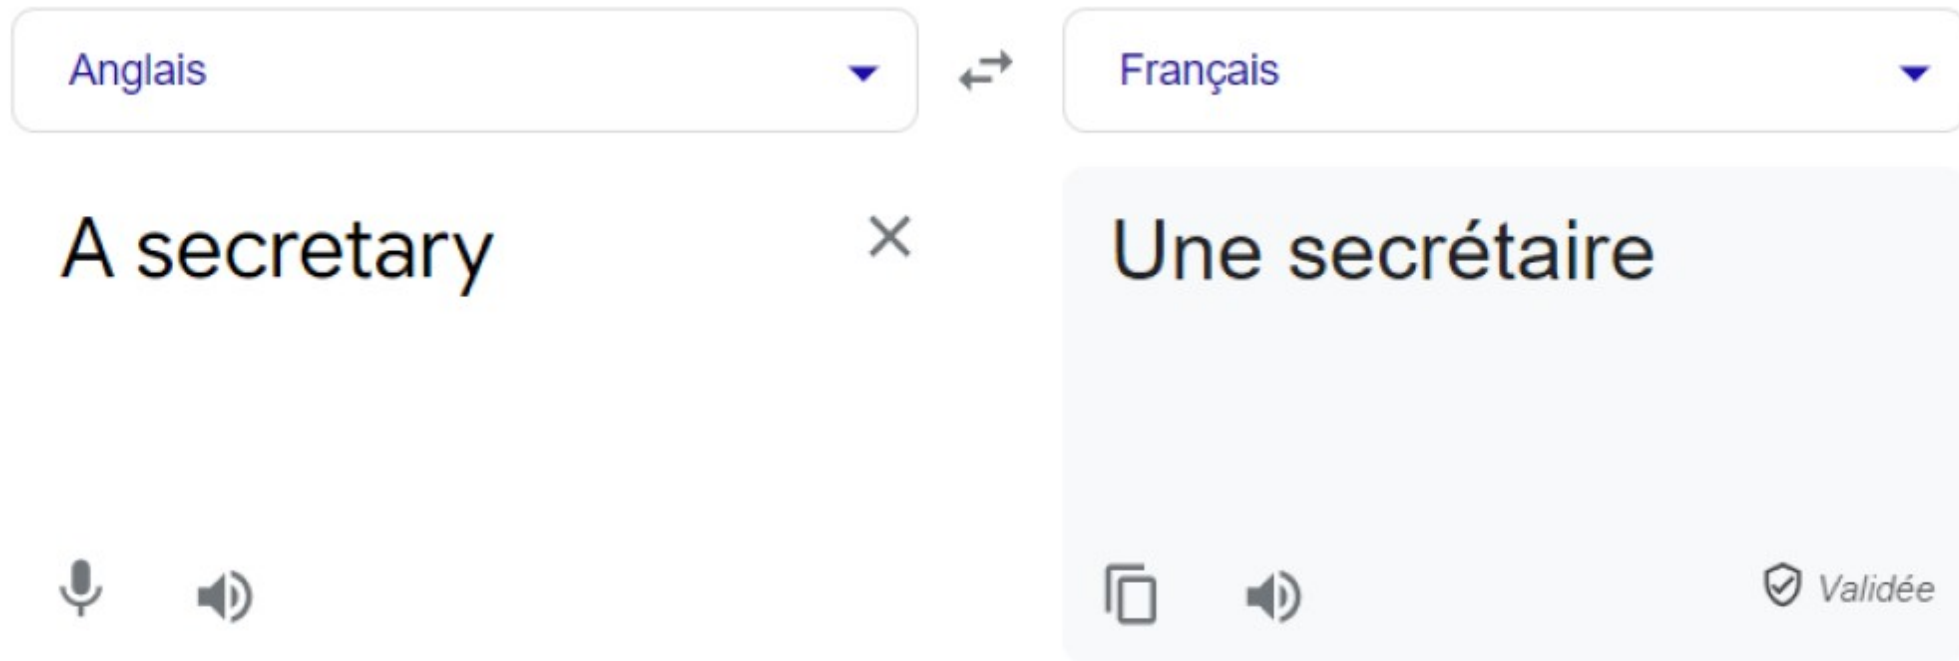 Anglais
Français
A secretary
Une secrétaire
Validée